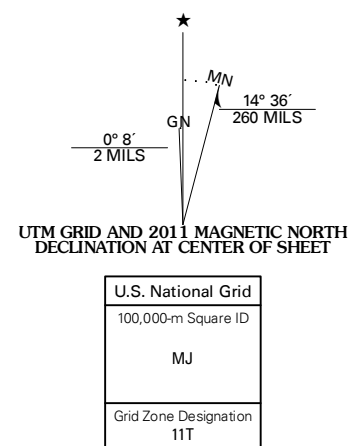 ★
MN
GN
14° 36´
260 MILS
0° 8´
2 MILS
UTM GRID AND 2011 MAGNETIC NORTH
DECLINATION AT CENTER OF SHEET
U.S. National Grid
100,000-m Square ID
MJ
Grid Zone Designation
11T